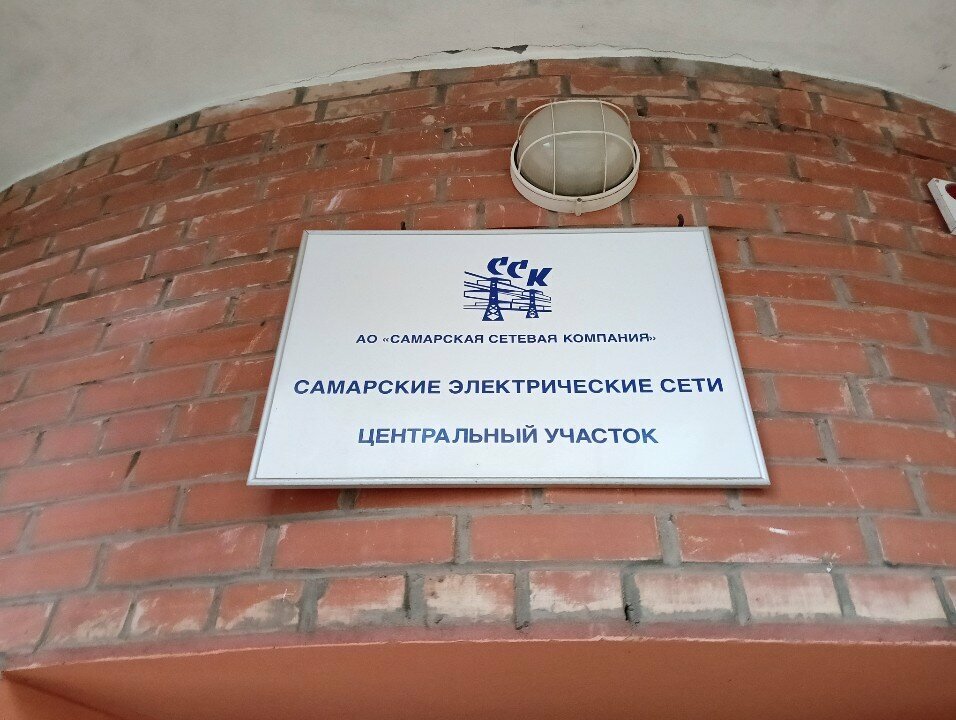 ССК
АО «САМАРСКАЯ СЕТЕВАЯ КОМПАНИЯ»
САМАРСКИЕ ЭЛЕКТРИЧЕСКИЕ СЕТИ
ЦЕНТРАЛЬНЫЙ УЧАСТОК